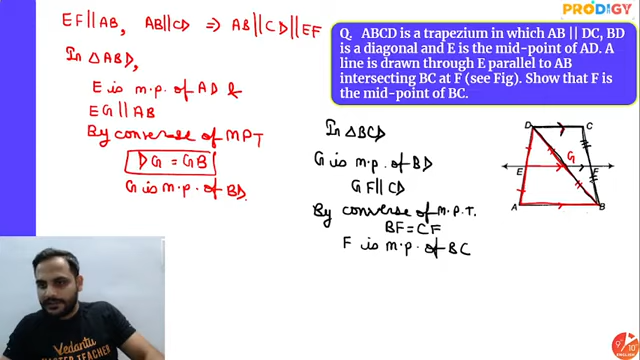 PRODIGY
Q. ABCD is a trapezium in which AB || DC, BD
is a diagonal and E is the mid-point of AD. A
line is drawn through E parallel to AB
intersecting BC at F (see Fig). Show that F is
the mid-point of BC.
EF||AB, AB||CD ⇒ AB||CD||EF
In △ABD,
E is m.p of AD &
EG || AB
By converse of MPT
DG = GB
G is m.p. of BD.
In △BCD
G is m.p. of BD
GF||CD
By converse of M.P.T.
BF = CF
F is m.p. of BC
D C
G
E F
A B
Vedantu
MASTER TEACHER
9 10